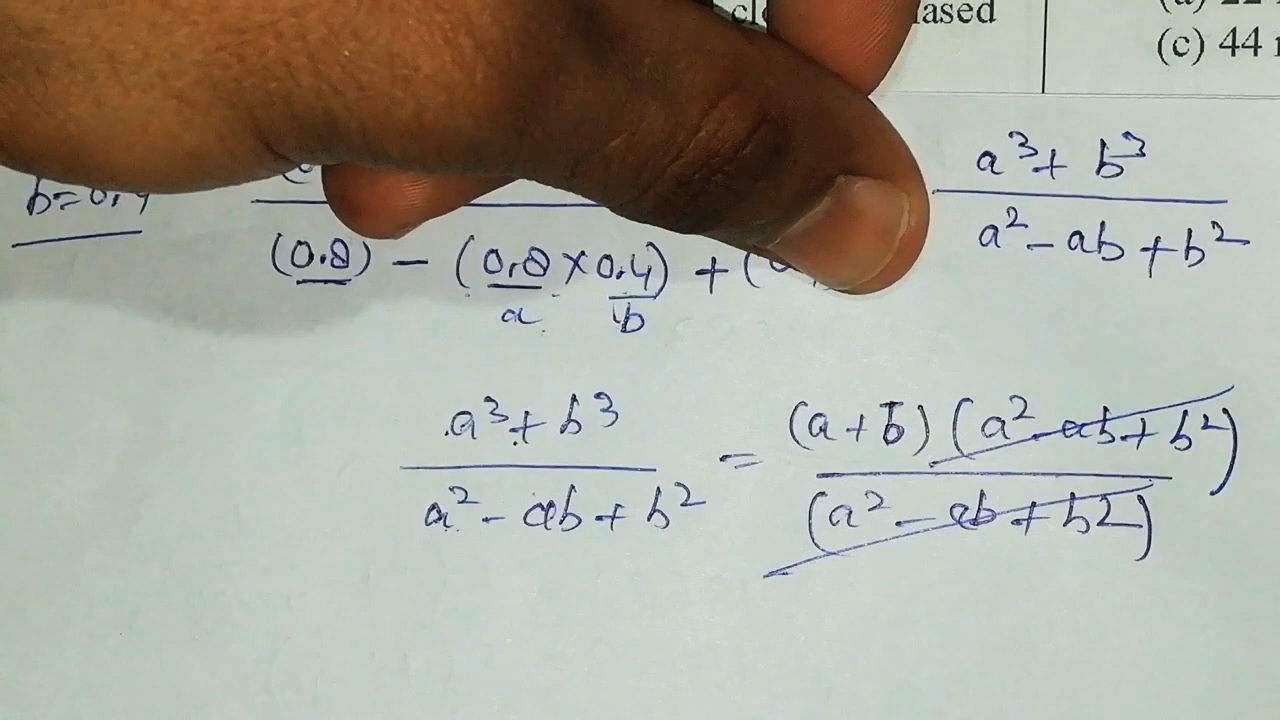 ased
(c) 44
a³ + b³
b = 0.4
a² - ab + b²
(0.8) - (0.8 × 0.4) + (
a b
a³ + b³ = (a + b) (a² - ab + b²)
a² - ab + b² (a² - ab + b²)